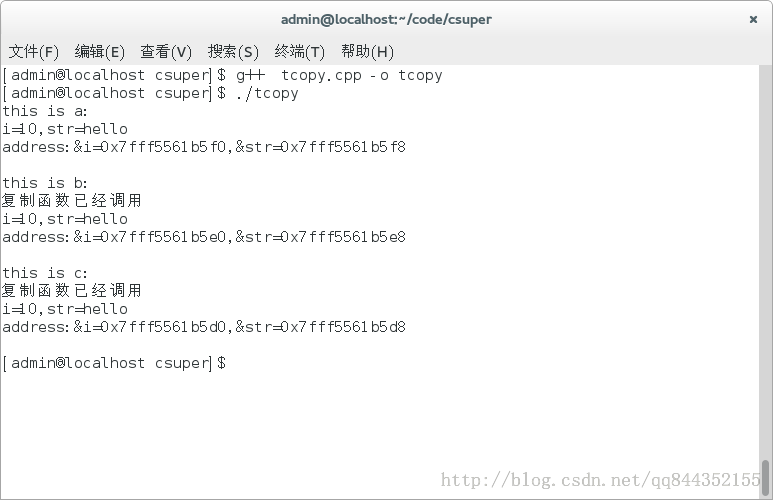 admin@localhost:~/code/csuper ×
文件(F) 编辑(E) 查看(V) 搜索(S) 终端(T) 帮助(H)
[admin@localhost csuper]$ g++  tcopy.cpp -o tcopy
[admin@localhost csuper]$ ./tcopy
this is a:
i=10,str=hello
address:&i=0x7fff5561b5f0,&str=0x7fff5561b5f8
this is b:
复制函数已经调用
i=10,str=hello
address:&i=0x7fff5561b5e0,&str=0x7fff5561b5e8
this is c:
复制函数已经调用
i=10,str=hello
address:&i=0x7fff5561b5d0,&str=0x7fff5561b5d8
[admin@localhost csuper]$
http://blog.csdn.net/qq844352155